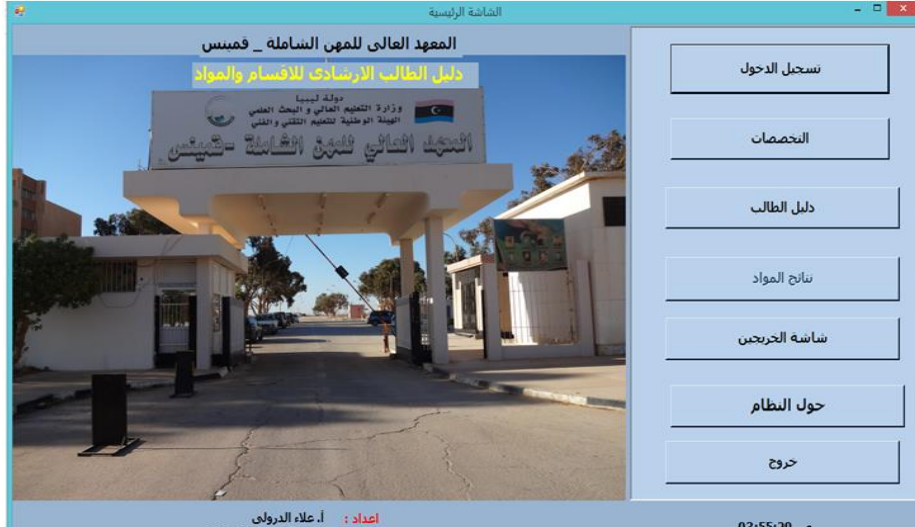 الشاشة الرئيسية
المعهد العالى للمهن الشاملة _ قمينس
دليل الطالب الارشادى للاقسام والمواد
دولة ليبيا
وزارة التعليم العالي و البحث العلمي
الهيئة الوطنية للتعليم التقني و الفني
المعهد العالي للمهن الشاملة -قمينس
تسجيل الدخول
التخصصات
دليل الطالب
نتائج المواد
شاشة الخريجين
حول النظام
خروج
اعداد : أ. علاء الدرولى
03:55:20